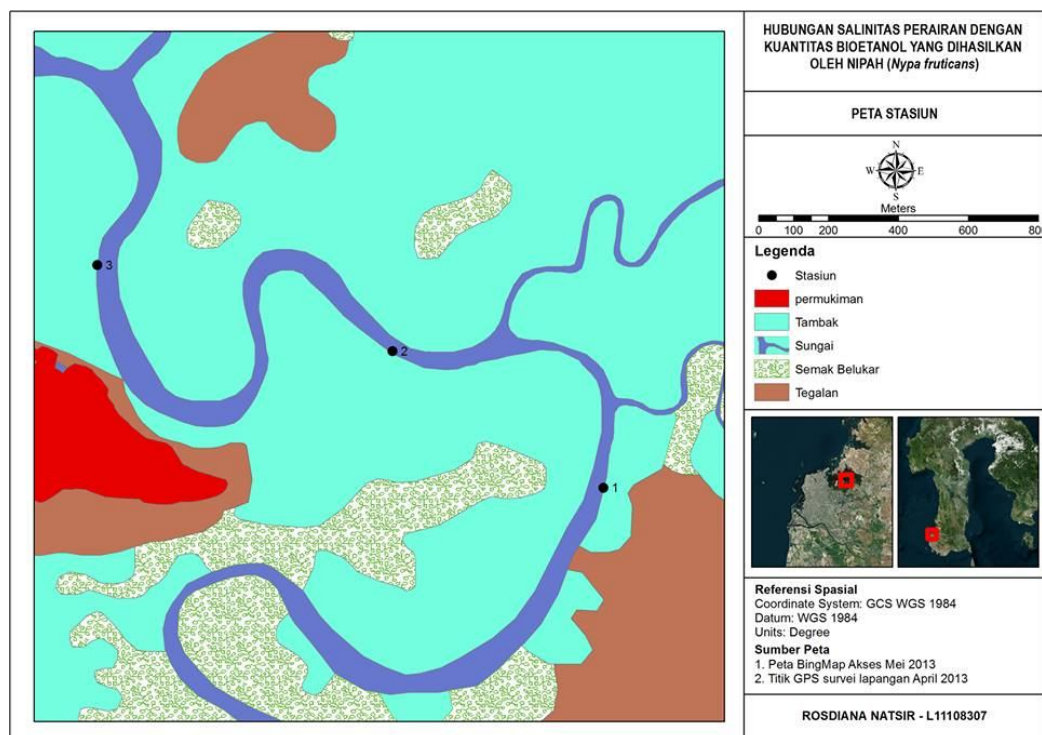 HUBUNGAN SALINITAS PERAIRAN DENGAN
KUANTITAS BIOETANOL YANG DIHASILKAN
OLEH NIPAH (Nypa fruticans)
PETA STASIUN
N
W E
S
Meters
0 100 200 400 600 800
Legenda
Stasiun
permukiman
Tambak
Sungai
Semak Belukar
Tegalan
Referensi Spasial
Coordinate System: GCS WGS 1984
Datum: WGS 1984
Units: Degree
Sumber Peta
1. Peta BingMap Akses Mei 2013
2. Titik GPS survei lapangan April 2013
ROSDIANA NATSIR - L11108307
3
2
1